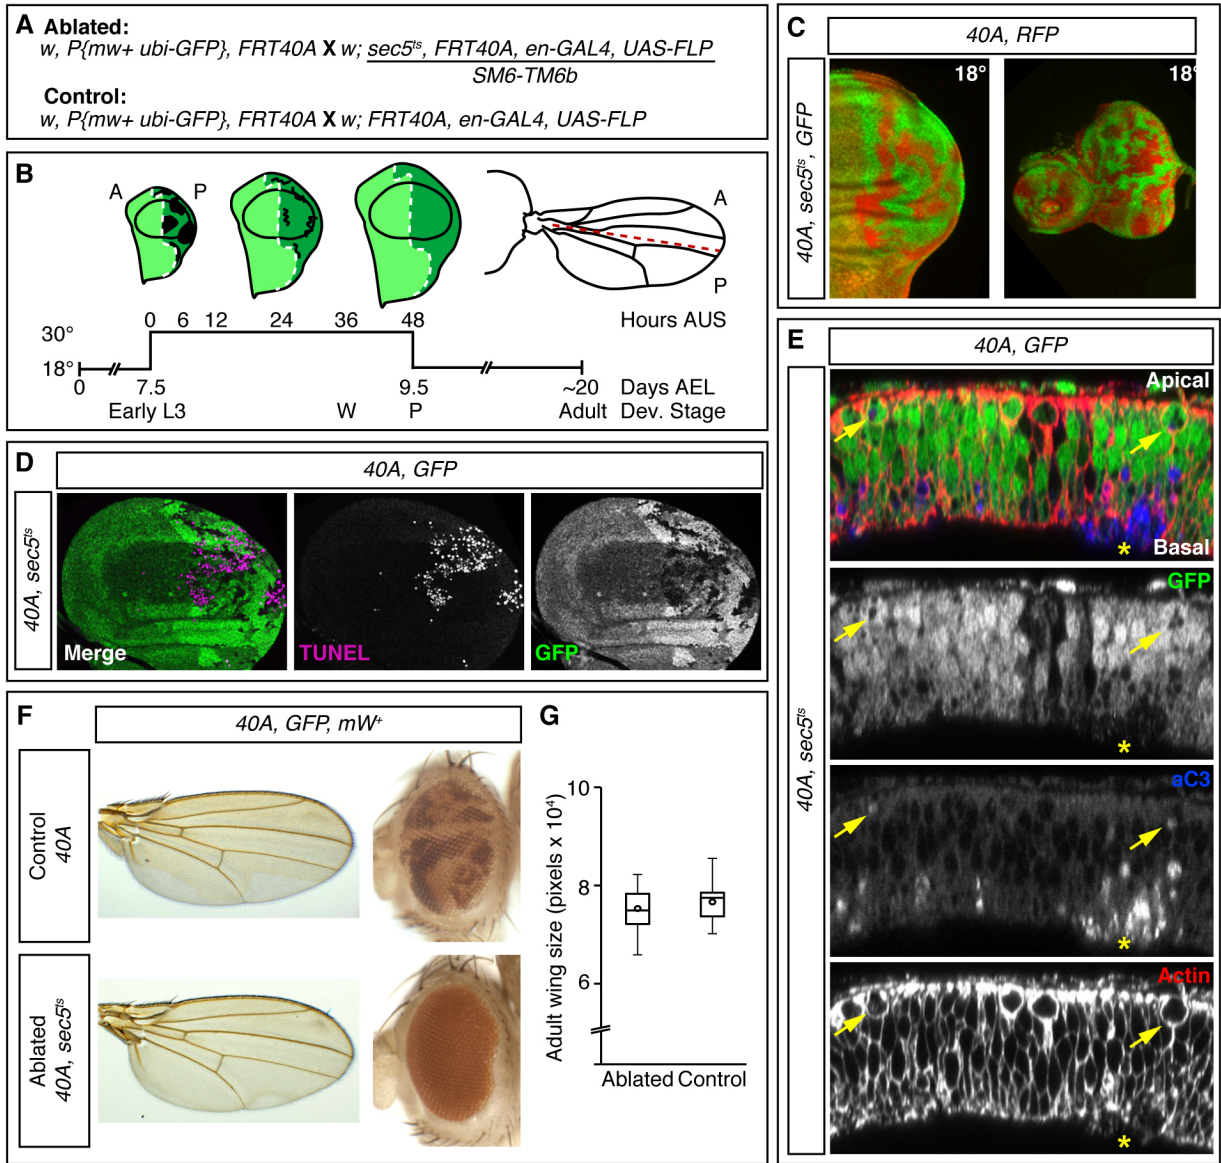 A Ablated:
w, P{mw+ ubi-GFP}, FRT40A X w; sec5ts, FRT40A, en-GAL4, UAS-FLP
SM6-TM6b
Control:
w, P{mw+ ubi-GFP}, FRT40A X w; FRT40A, en-GAL4, UAS-FLP
B
A P
A
P
0 6 12 24 36 48 Hours AUS
30°
18°
0 7.5 9.5 ~20 Days AEL
Early L3 W P Adult Dev. Stage
C
40A, RFP
40A, sec5ts, GFP
18°
18°
D
40A, GFP
40A, sec5ts
Merge
TUNEL
GFP
E
40A, GFP
40A, sec5ts
Apical
Basal
*
GFP
*
aC3
*
Actin
*
F
40A, GFP, mW+
Control
40A
Ablated
40A, sec5ts
G
Adult wing size (pixels x 10⁴)
10
8
6
Ablated Control